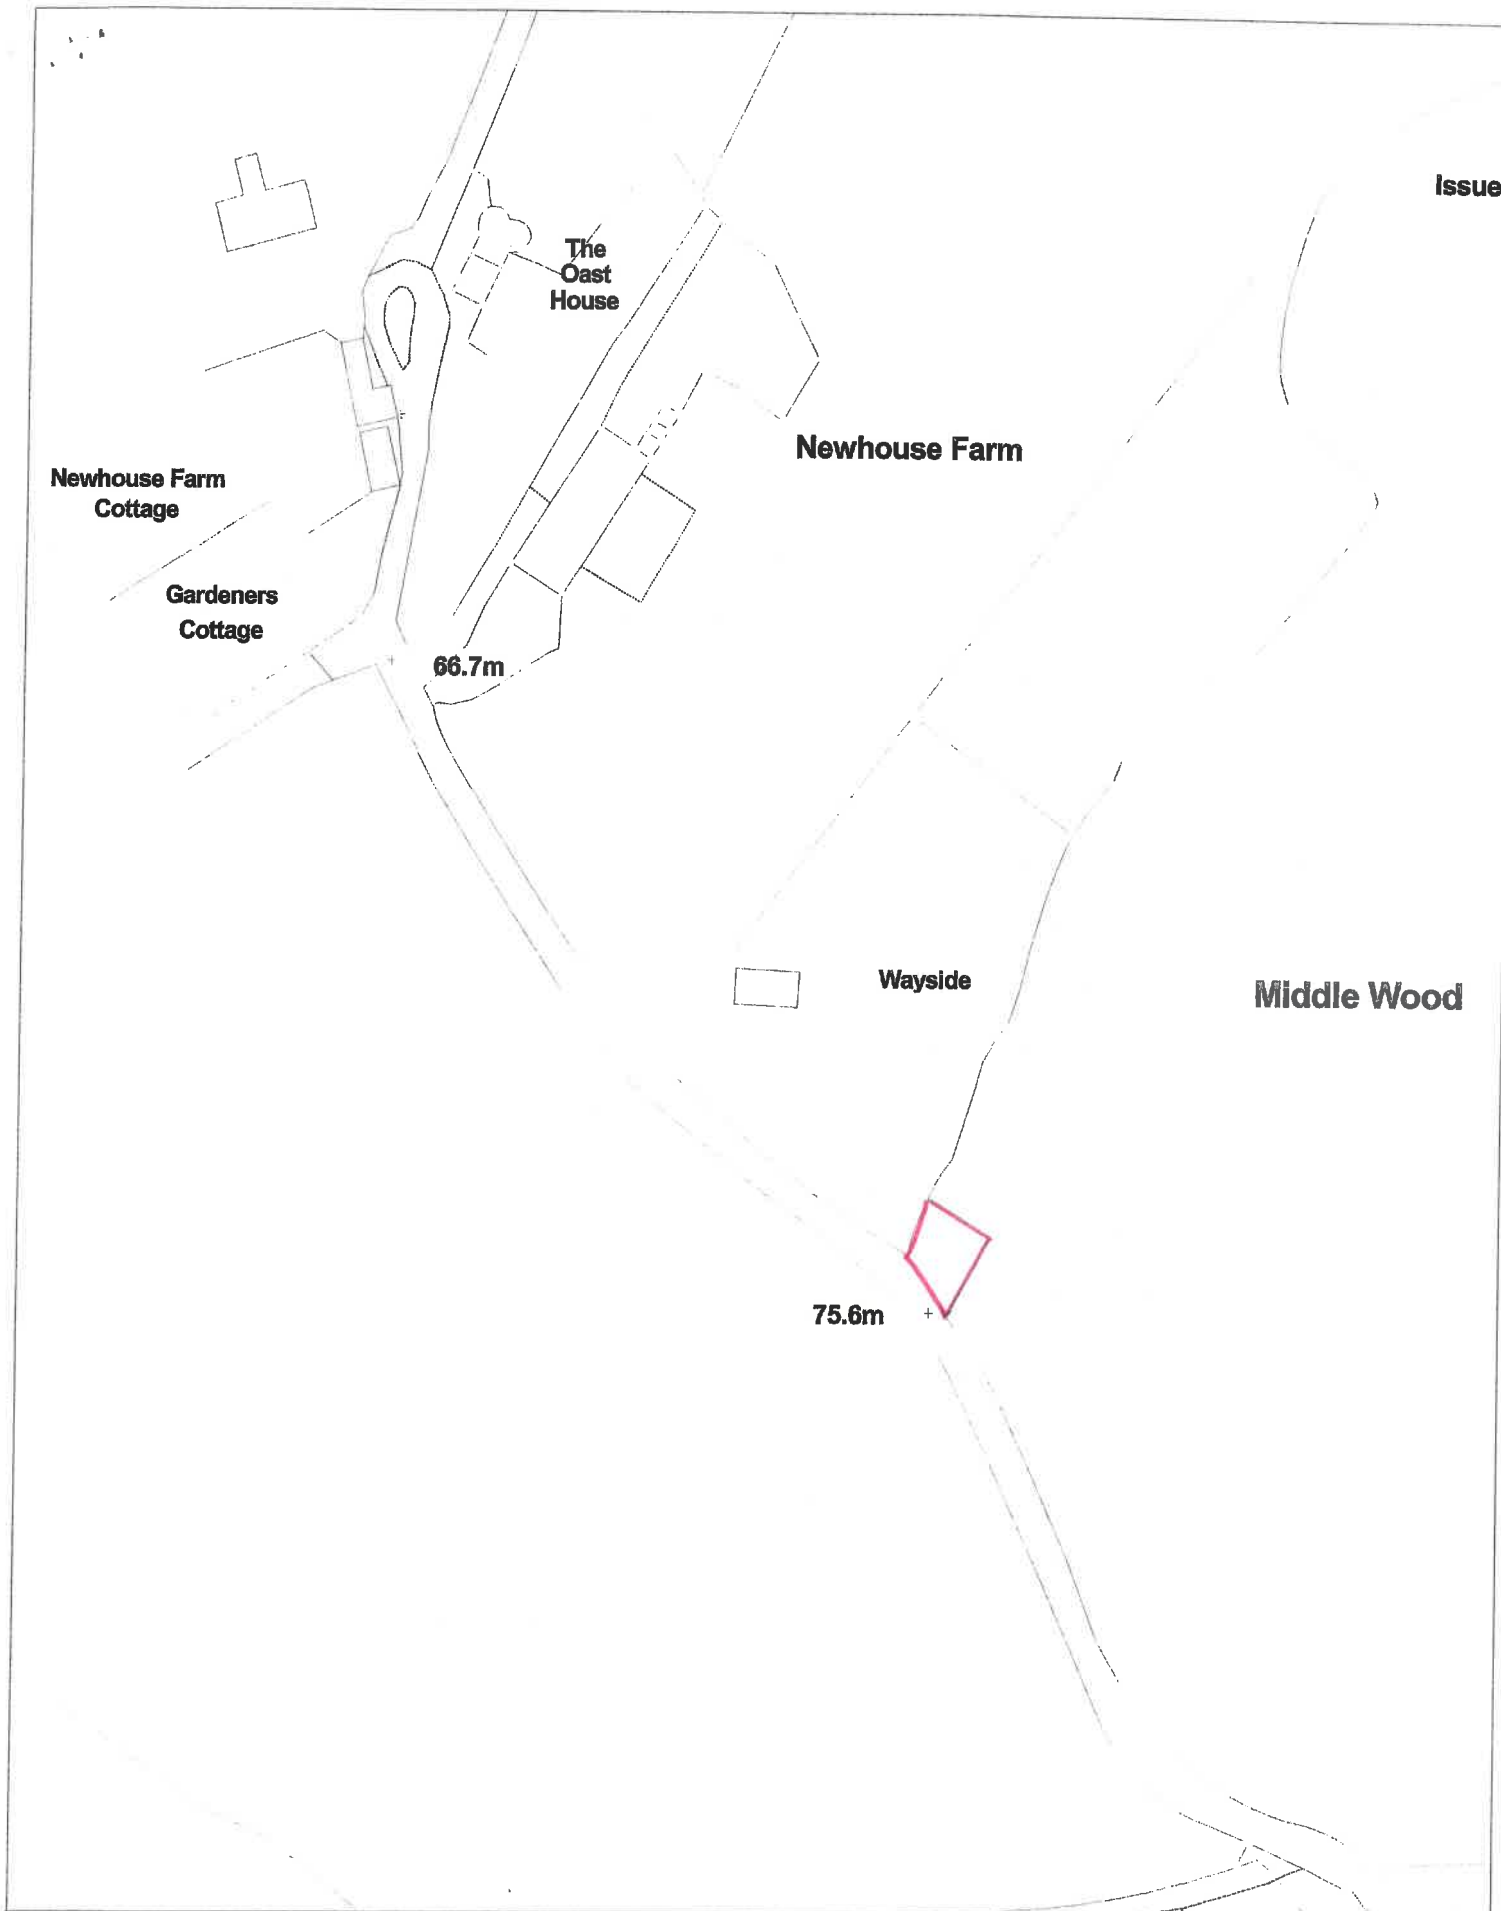 Issue
The
Oast
House
Newhouse Farm
Newhouse Farm
Cottage
Gardeners
Cottage
66.7m
Wayside
Middle Wood
75.6m